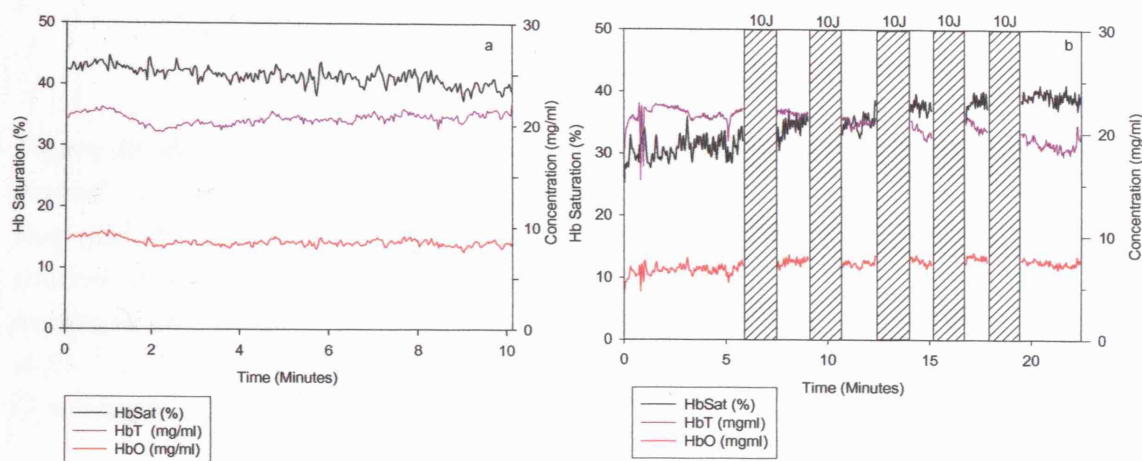 a
50
40
30
20
10
0
Hb Saturation (%)
30
20
10
0
Concentration (mg/ml)
0 2 4 6 8 10
Time (Minutes)
HbSat (%)
HbT (mg/ml)
HbO (mg/ml)
10J 10J 10J 10J 10J
b
50
40
30
20
10
0
Hb Saturation (%)
30
20
10
0
Concentration (mg/ml)
0 5 10 15 20
Time (Minutes)
HbSat (%)
HbT (mgml)
HbO (mgml)